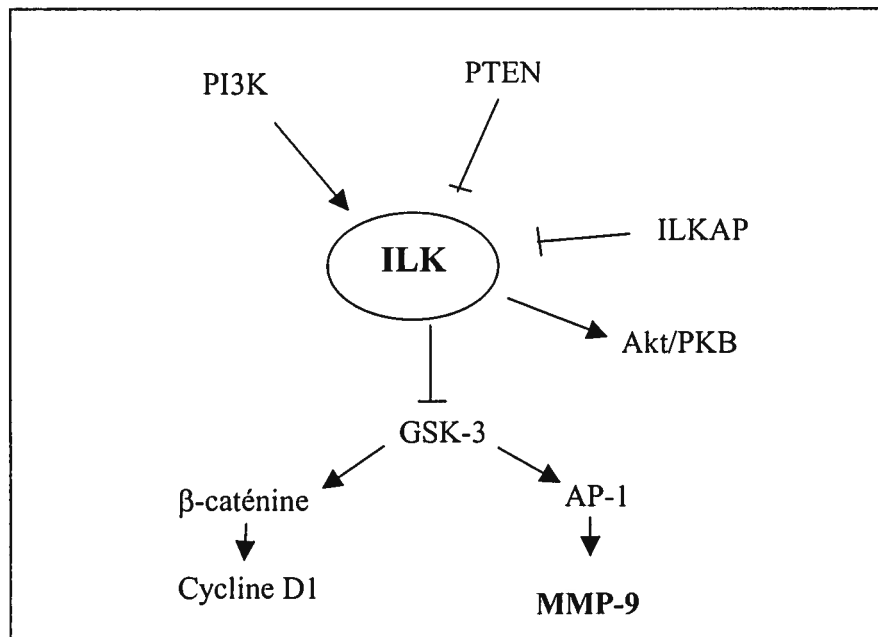 PI3K
PTEN
ILKAP
ILK
Akt/PKB
GSK-3
β-caténine
AP-1
Cycline D1
MMP-9